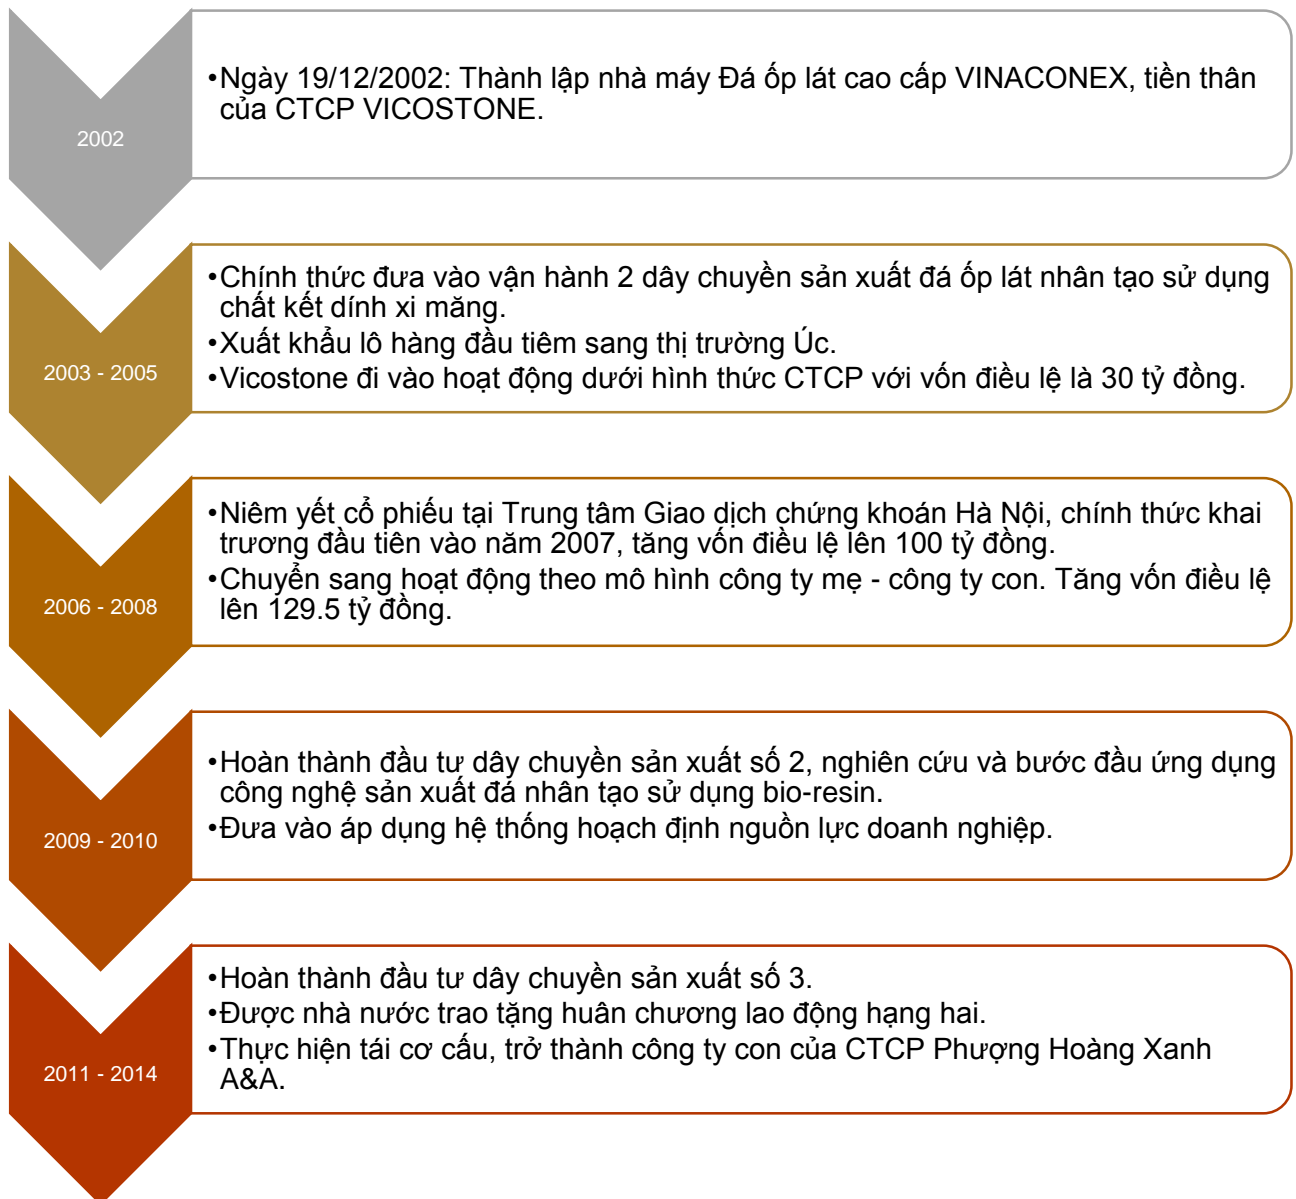 2002
•Ngày 19/12/2002: Thành lập nhà máy Đá ốp lát cao cấp VINACONEX, tiền thân
của CTCP VICOSTONE.
2003 - 2005
•Chính thức đưa vào vận hành 2 dây chuyền sản xuất đá ốp lát nhân tạo sử dụng
chất kết dính xi măng.
•Xuất khẩu lô hàng đầu tiêm sang thị trường Úc.
•Vicostone đi vào hoạt động dưới hình thức CTCP với vốn điều lệ là 30 tỷ đồng.
2006 - 2008
•Niêm yết cổ phiếu tại Trung tâm Giao dịch chứng khoán Hà Nội, chính thức khai
trương đầu tiên vào năm 2007, tăng vốn điều lệ lên 100 tỷ đồng.
•Chuyển sang hoạt động theo mô hình công ty mẹ - công ty con. Tăng vốn điều lệ
lên 129.5 tỷ đồng.
2009 - 2010
•Hoàn thành đầu tư dây chuyền sản xuất số 2, nghiên cứu và bước đầu ứng dụng
công nghệ sản xuất đá nhân tạo sử dụng bio-resin.
•Đưa vào áp dụng hệ thống hoạch định nguồn lực doanh nghiệp.
2011 - 2014
•Hoàn thành đầu tư dây chuyền sản xuất số 3.
•Được nhà nước trao tặng huân chương lao động hạng hai.
•Thực hiện tái cơ cấu, trở thành công ty con của CTCP Phượng Hoàng Xanh
A&A.